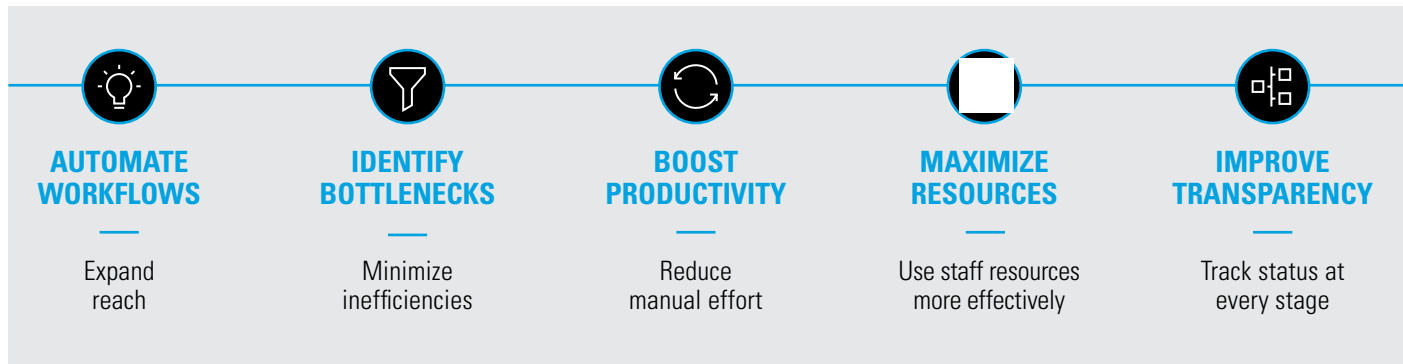 AUTOMATE
WORKFLOWS
Expand
reach
IDENTIFY
BOTTLENECKS
Minimize
inefficiencies
BOOST
PRODUCTIVITY
Reduce
manual effort
MAXIMIZE
RESOURCES
Use staff resources
more effectively
IMPROVE
TRANSPARENCY
Track status at
every stage